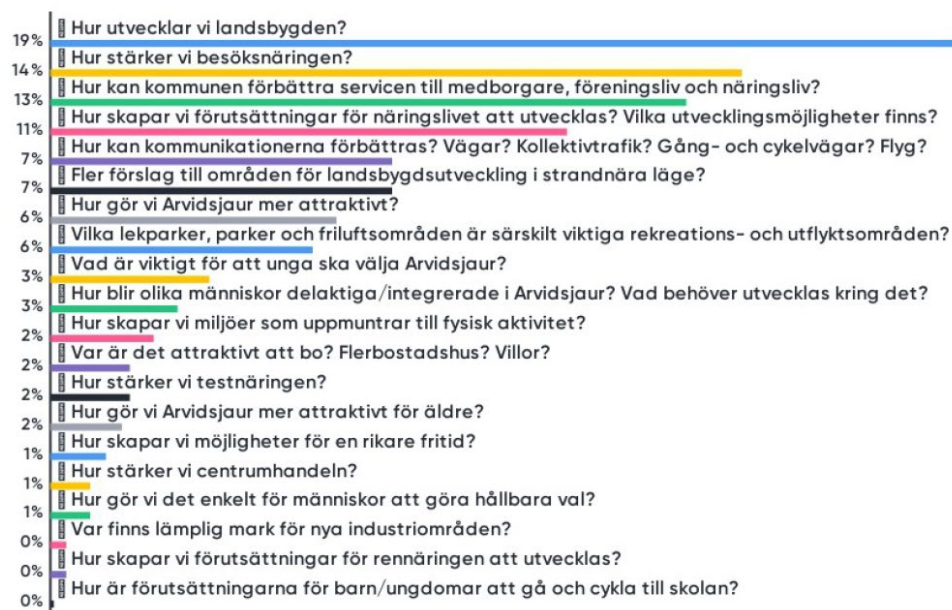 Hur utvecklar vi landsbygden?
19%
Hur stärker vi besöksnäringen?
14%
Hur kan kommunen förbättra servicen till medborgare, föreningsliv och näringsliv?
13%
Hur skapar vi förutsättningar för näringslivet att utvecklas? Vilka utvecklingsmöjligheter finns?
11%
Hur kan kommunikationerna förbättras? Vägar? Kollektivtrafik? Gång- och cykelvägar? Flyg?
7%
Fler förslag till områden för landsbygdsutveckling i strandnära läge?
7%
Hur gör vi Arvidsjaur mer attraktivt?
6%
Vilka lekparker, parker och friluftsområden är särskilt viktiga rekreations- och utflyktsområden?
6%
Vad är viktigt för att unga ska välja Arvidsjaur?
3%
Hur blir olika människor delaktiga/integrerade i Arvidsjaur? Vad behöver utvecklas kring det?
3%
Hur skapar vi miljöer som uppmuntrar till fysisk aktivitet?
2%
Var är det attraktivt att bo? Flerbostadshus? Villor?
2%
Hur stärker vi testnäringen?
2%
Hur gör vi Arvidsjaur mer attraktivt för äldre?
2%
Hur skapar vi möjligheter för en rikare fritid?
1%
Hur stärker vi centrumhandeln?
1%
Hur gör vi det enkelt för människor att göra hållbara val?
1%
Var finns lämplig mark för nya industriområden?
0%
Hur skapar vi förutsättningar för rennäringen att utvecklas?
0%
Hur är förutsättningarna för barn/ungdomar att gå och cykla till skolan?
0%